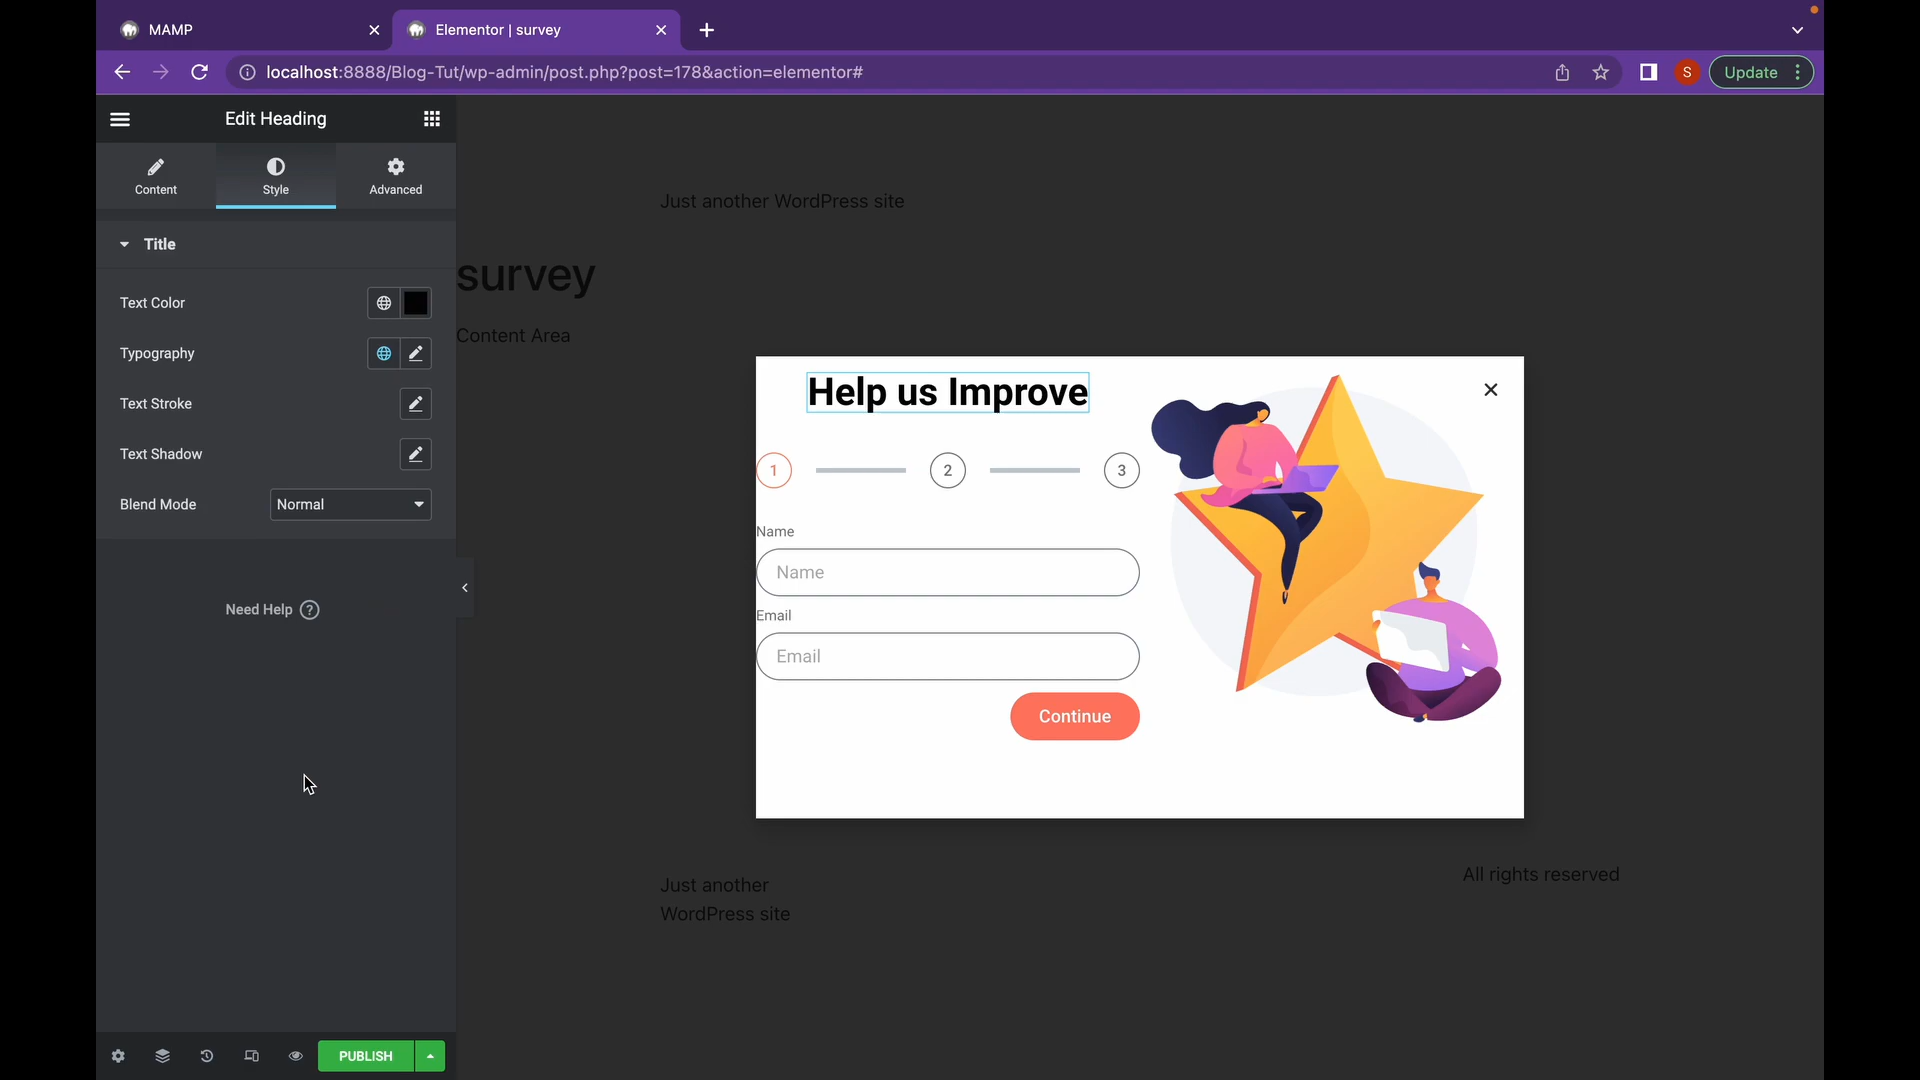 MAMP
Elementor | survey
localhost:8888/Blog-Tut/wp-admin/post.php?post=178&action=elementor#
S
Update
Edit Heading
Content
Style
Advanced
Title
Text Color
Typography
Text Stroke
Text Shadow
Blend Mode
Normal
Need Help ?
PUBLISH
Just another WordPress site
survey
Content Area
Help us Improve
1
2
3
Name
Name
Email
Email
Continue
Just another
WordPress site
All rights reserved